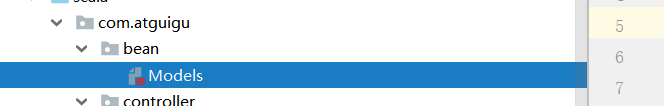 scala
com.atguigu
bean
Models
controller
5
6
7